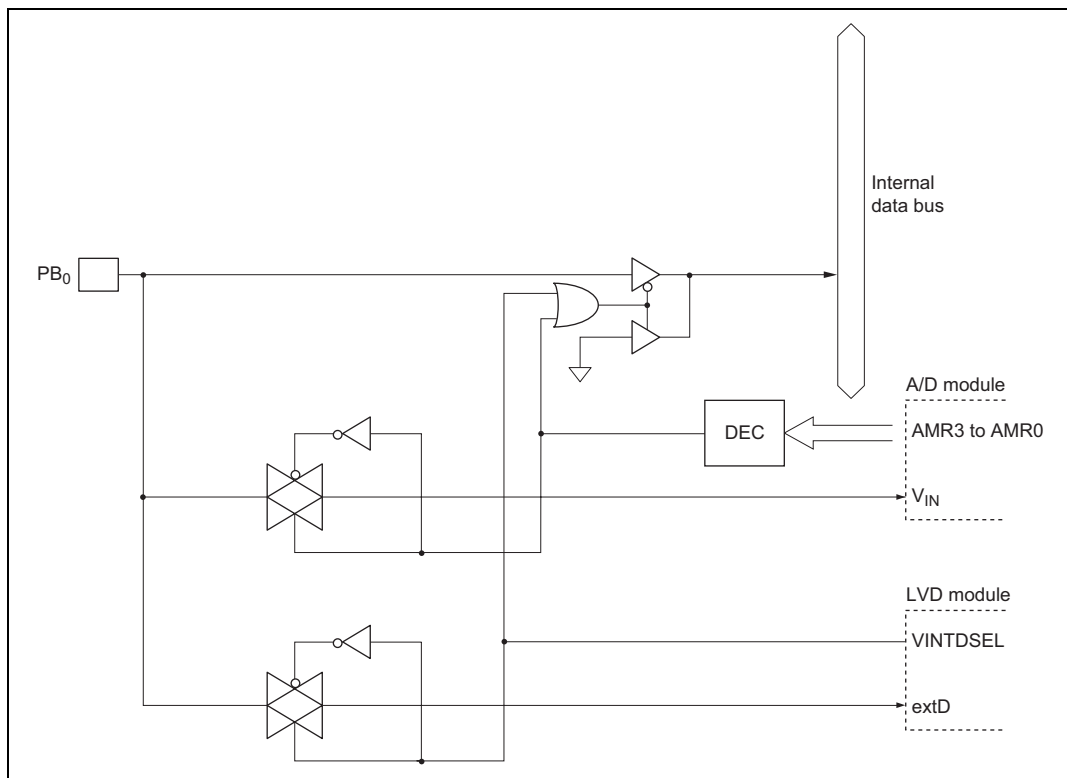 Internal
data bus
PB0
A/D module
DEC
AMR3 to AMR0
VIN
LVD module
VINTDSEL
extD